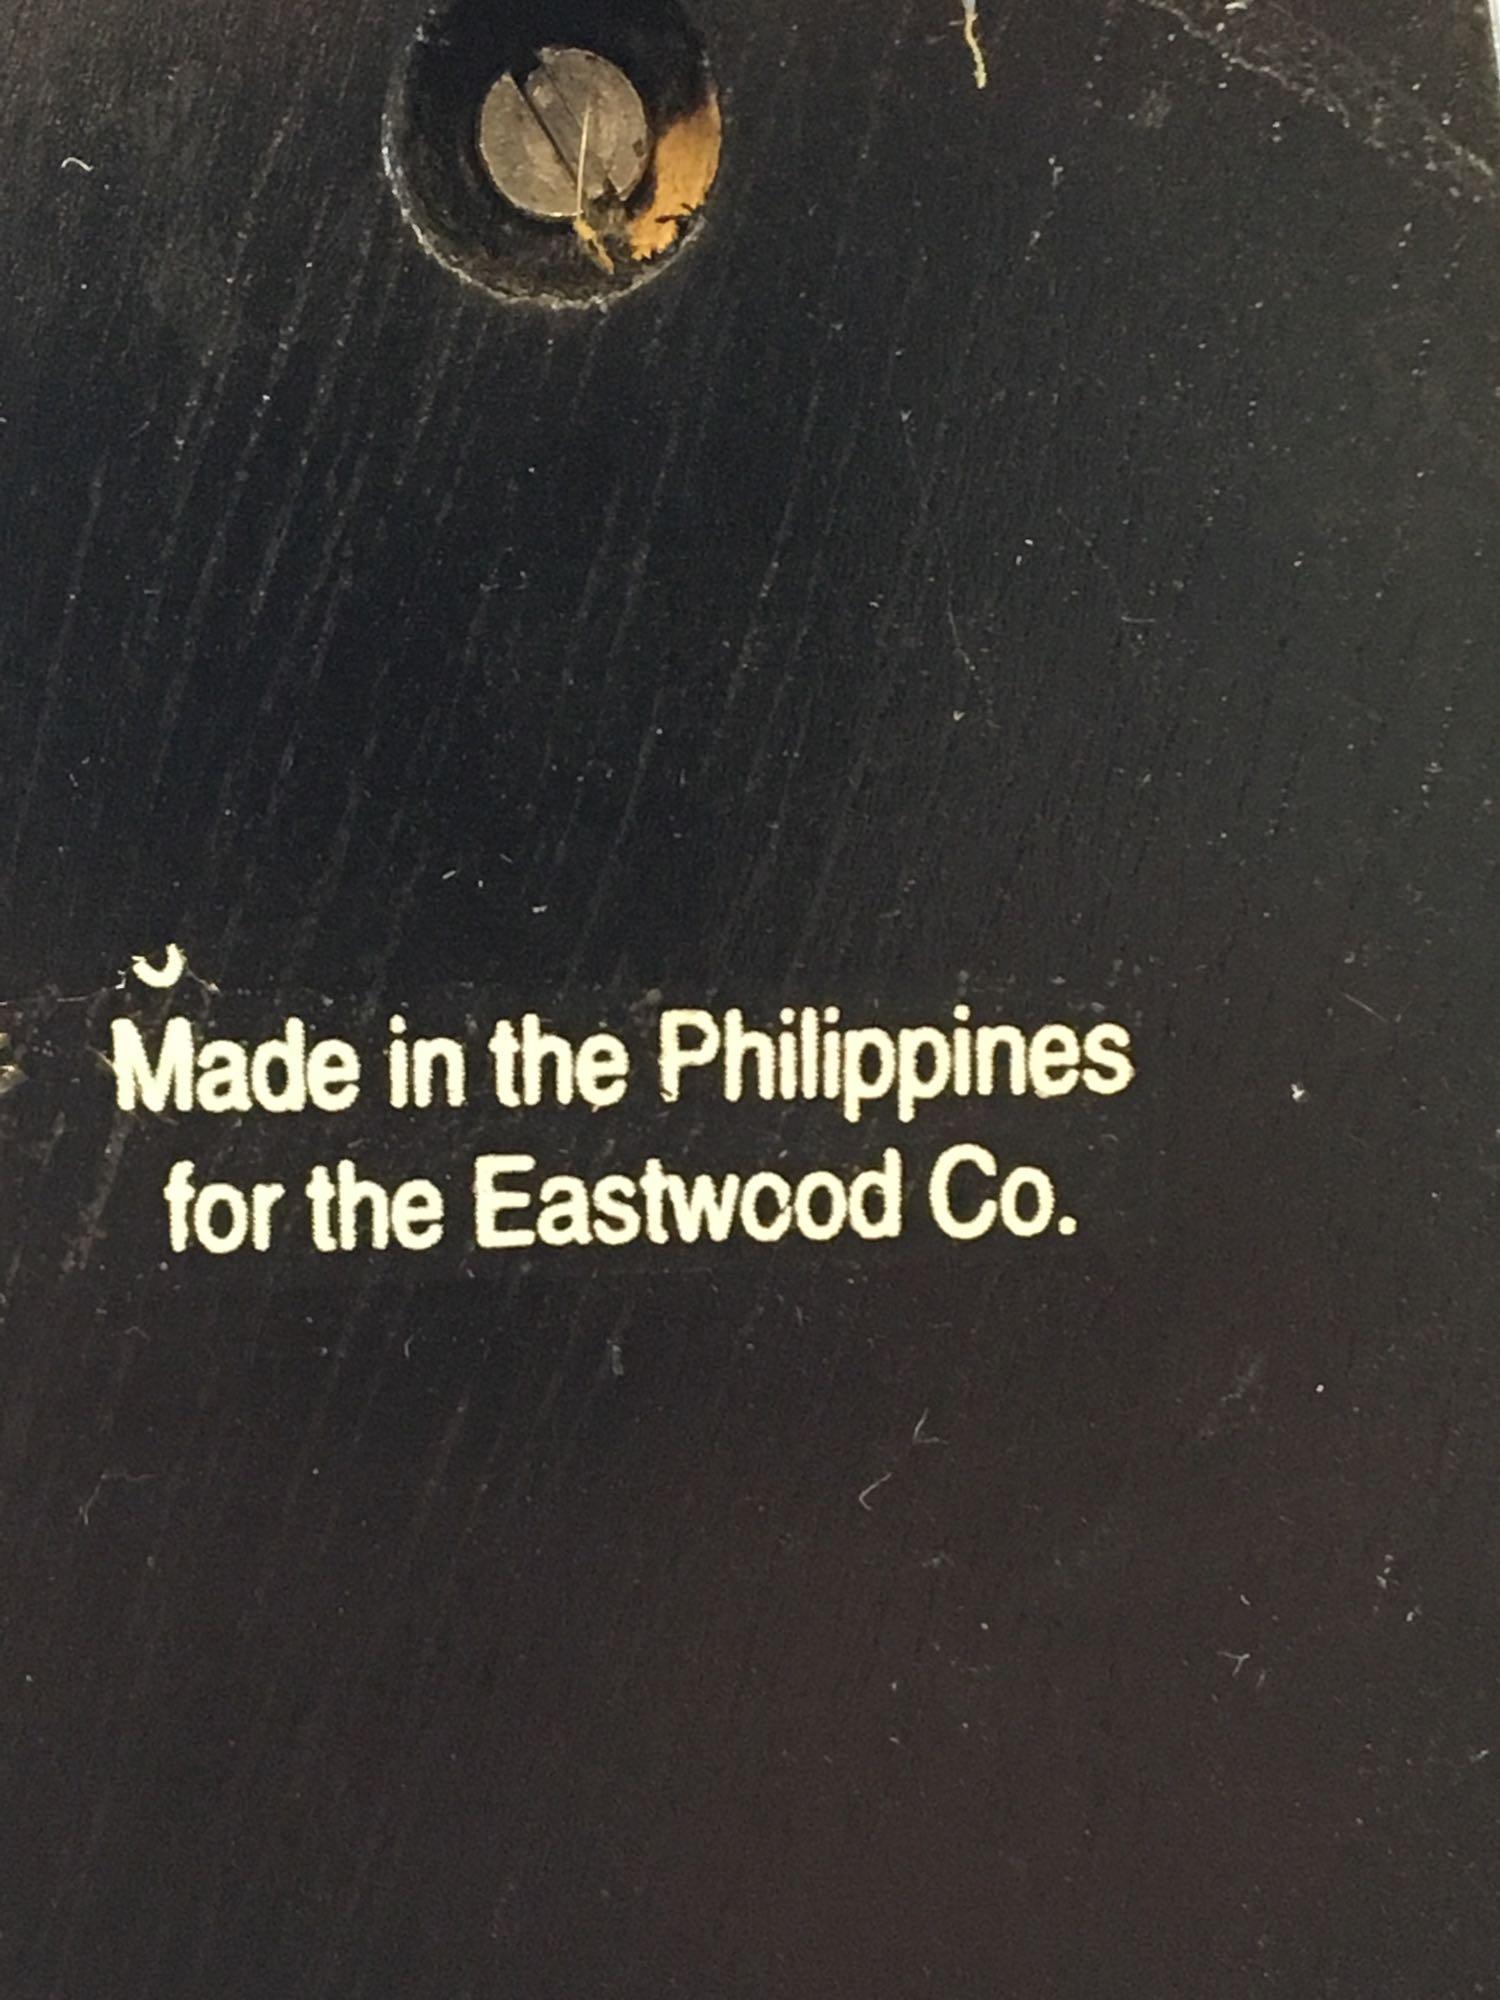 Made in the Philippines
for the Eastwood Co.